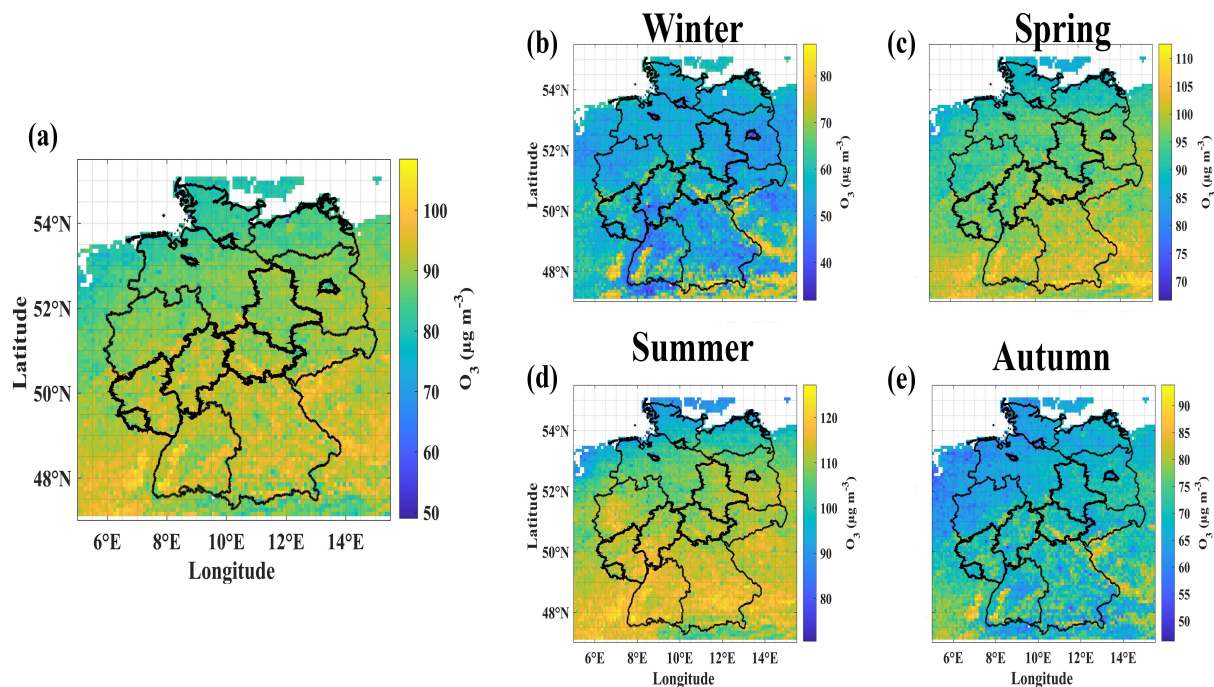 (a)
54°N
52°N
50°N
48°N
Latitude
6°E 8°E 10°E 12°E 14°E
Longitude
100
90
80
70
60
50
O₃ (µg m⁻³)
Winter
(b)
54°N
52°N
50°N
48°N
Latitude
80
70
60
50
40
O₃ (µg m⁻³)
Spring
(c)
110
105
100
95
90
85
80
75
70
O₃ (µg m⁻³)
Summer
(d)
54°N
52°N
50°N
48°N
Latitude
6°E 8°E 10°E 12°E 14°E
Longitude
120
110
100
90
80
O₃ (µg m⁻³)
Autumn
(e)
6°E 8°E 10°E 12°E 14°E
Longitude
90
85
80
75
70
65
60
55
50
O₃ (µg m⁻³)